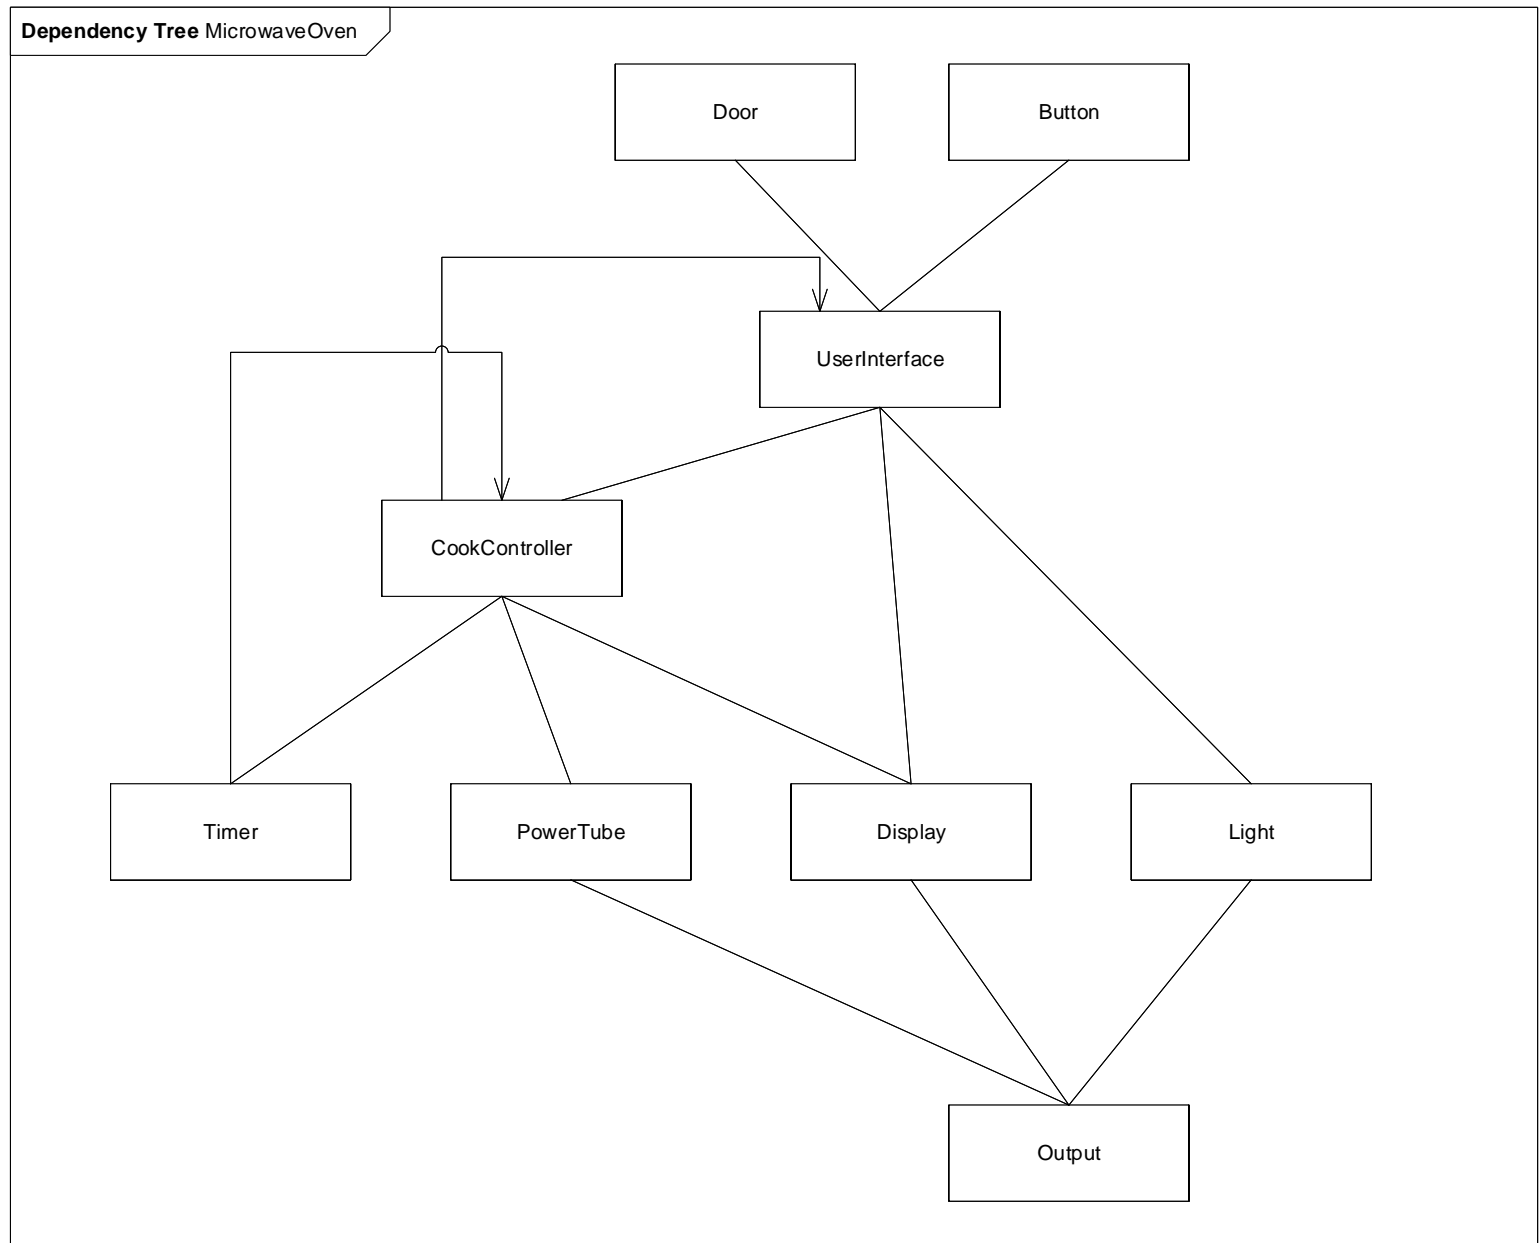 Dependency Tree MicrowaveOven
Door
Button
UserInterface
CookController
Timer
PowerTube
Display
Light
Output